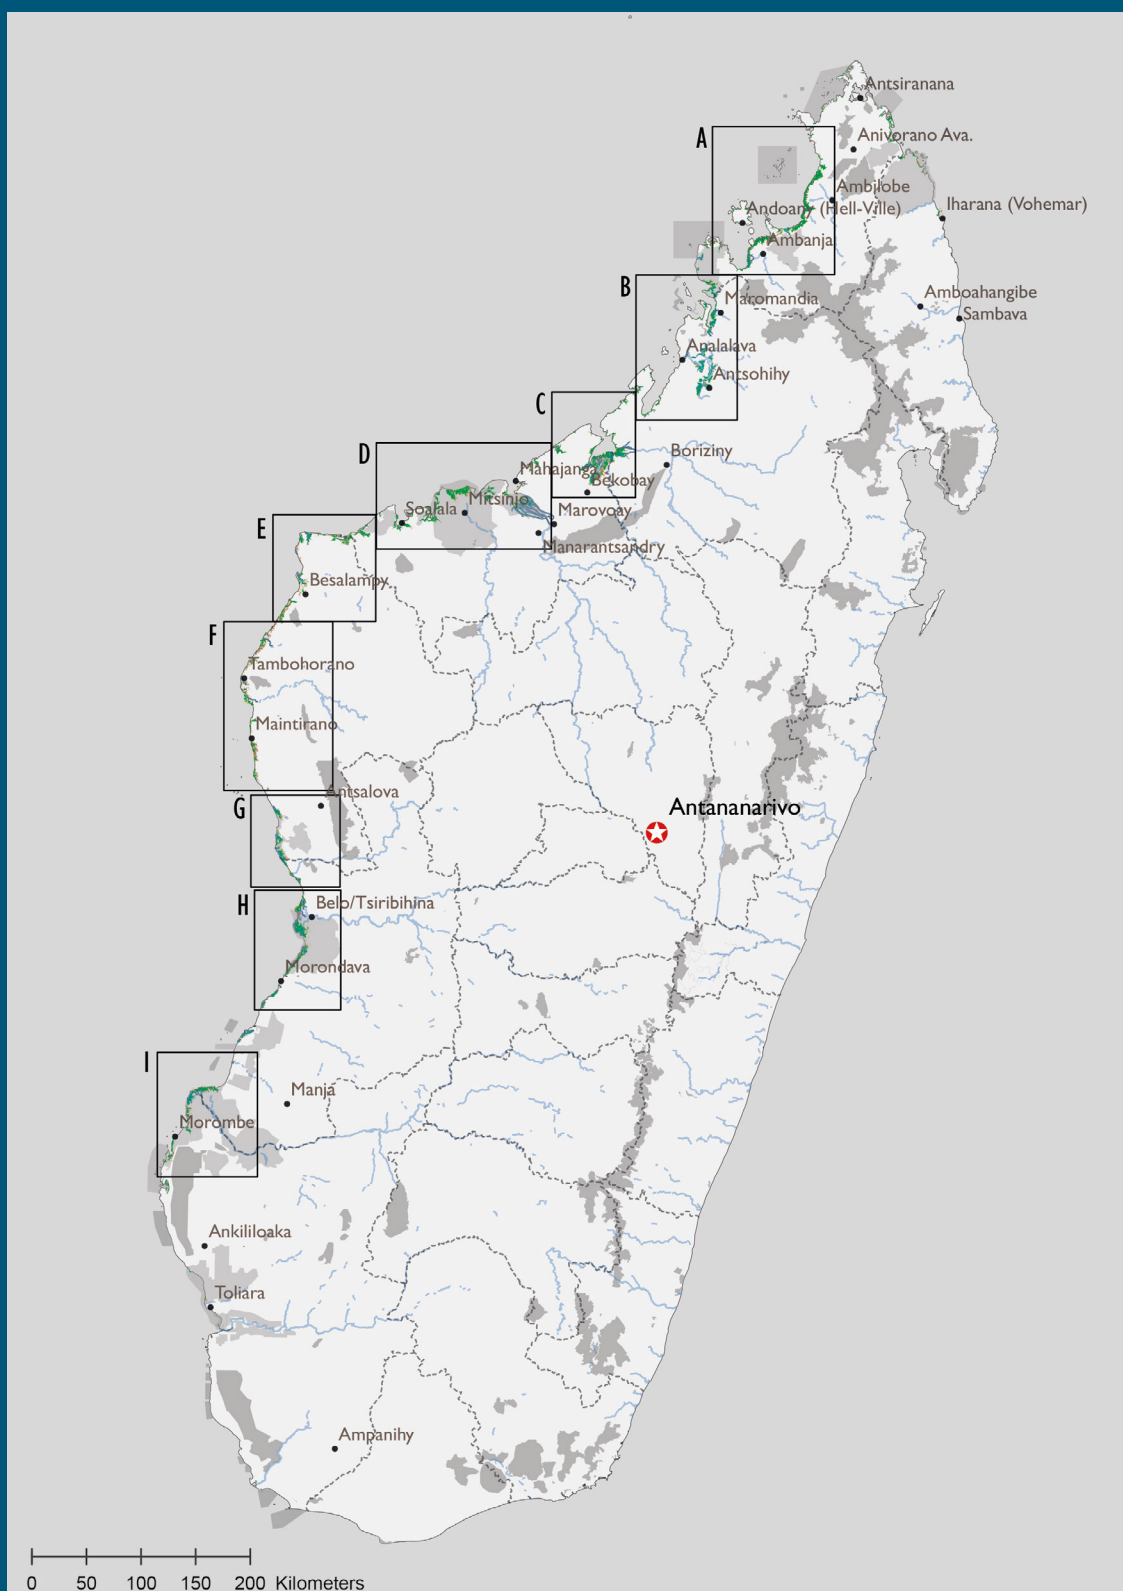 Antsiranana
A
Anivorano Ava.
Ambilobe
Andoany (Hell-Ville)
Iharana (Vohemar)
Ambanja
B
Maromandia
Amboahangibe
Sambava
Analalava
Antsohihy
C
D
Boriziny
Mahajanga
Bekobay
Mitsinjo
Soalala
Marovoay
E
Manarantsandry
Besalampy
F
Tambohorano
Maintirano
Antsalova
G
Antananarivo
H
Belo/Tsiribihina
Morondava
I
Manja
Morombe
Ankililoaka
Toliara
Ampanihy
0 50 100 150 200 Kilometers